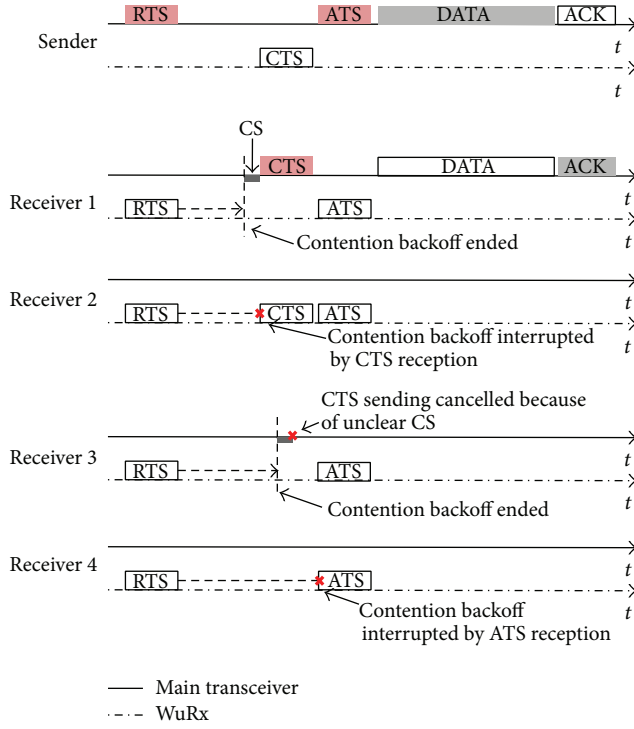 RTS ATS DATA ACK
Sender
t
CTS
t
CS
CTS DATA ACK
t
Receiver 1
RTS ATS
t
Contention backoff ended
t
Receiver 2
RTS CTS ATS
t
Contention backoff interrupted
by CTS reception
CTS sending cancelled because
of unclear CS
t
Receiver 3
RTS ATS
t
Contention backoff ended
t
Receiver 4
RTS ATS
t
Contention backoff
interrupted by ATS reception
Main transceiver
WuRx